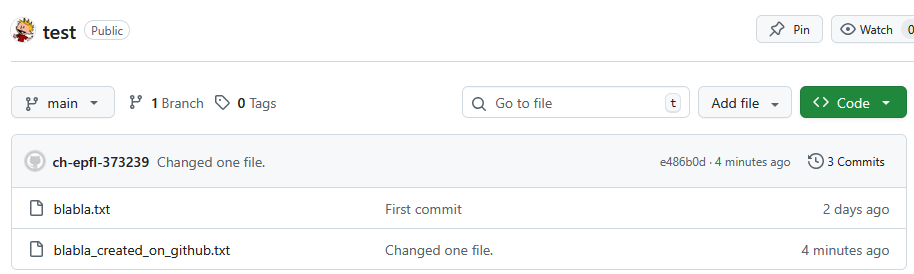 test Public Pin Watch 0
main 1 Branch 0 Tags Go to file t Add file Code
ch-epfl-373239 Changed one file. e486b0d · 4 minutes ago 3 Commits
blabla.txt First commit 2 days ago
blabla_created_on_github.txt Changed one file. 4 minutes ago